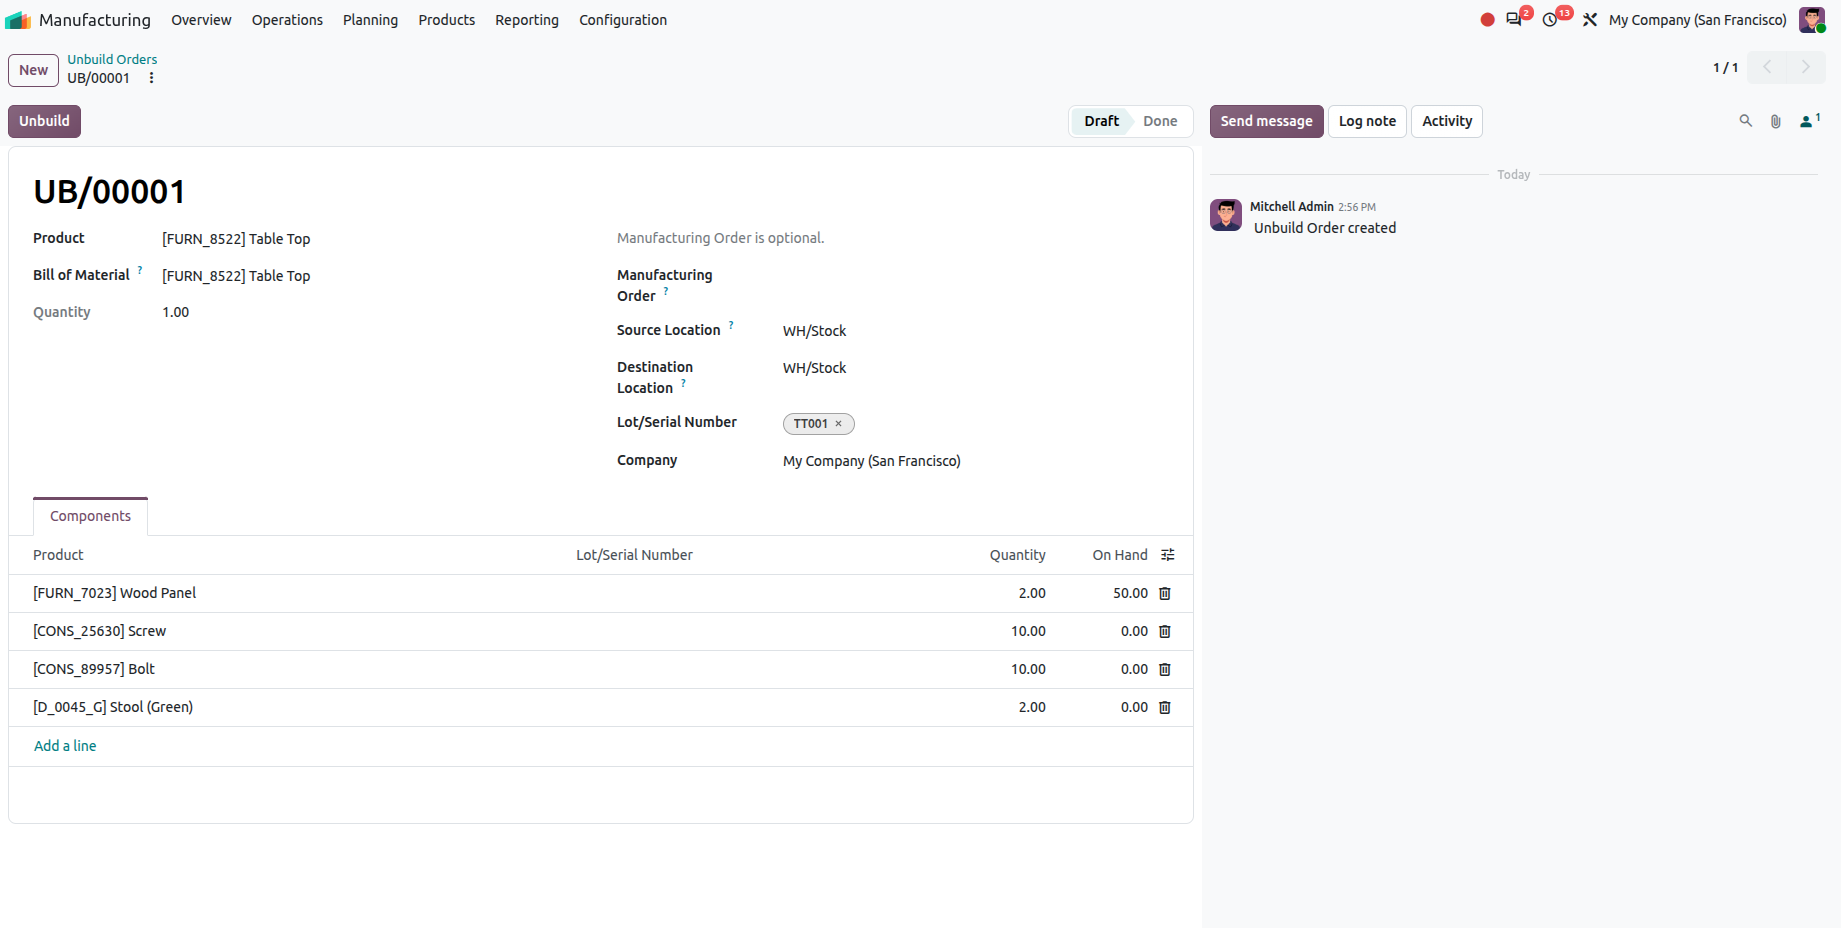 Manufacturing Overview Operations Planning Products Reporting Configuration 2 13 My Company (San Francisco)
New Unbuild Orders
UB/00001
1 / 1
Unbuild Draft Done Send message Log note Activity 1
UB/00001
Product [FURN_8522] Table Top
Bill of Material ? [FURN_8522] Table Top
Quantity 1.00
Manufacturing Order is optional.
Manufacturing
Order ?
Source Location ? WH/Stock
Destination
Location ? WH/Stock
Lot/Serial Number TT001 ×
Company My Company (San Francisco)
Components
Product Lot/Serial Number Quantity On Hand
[FURN_7023] Wood Panel 2.00 50.00
[CONS_25630] Screw 10.00 0.00
[CONS_89957] Bolt 10.00 0.00
[D_0045_G] Stool (Green) 2.00 0.00
Add a line
Today
Mitchell Admin 2:56 PM
Unbuild Order created